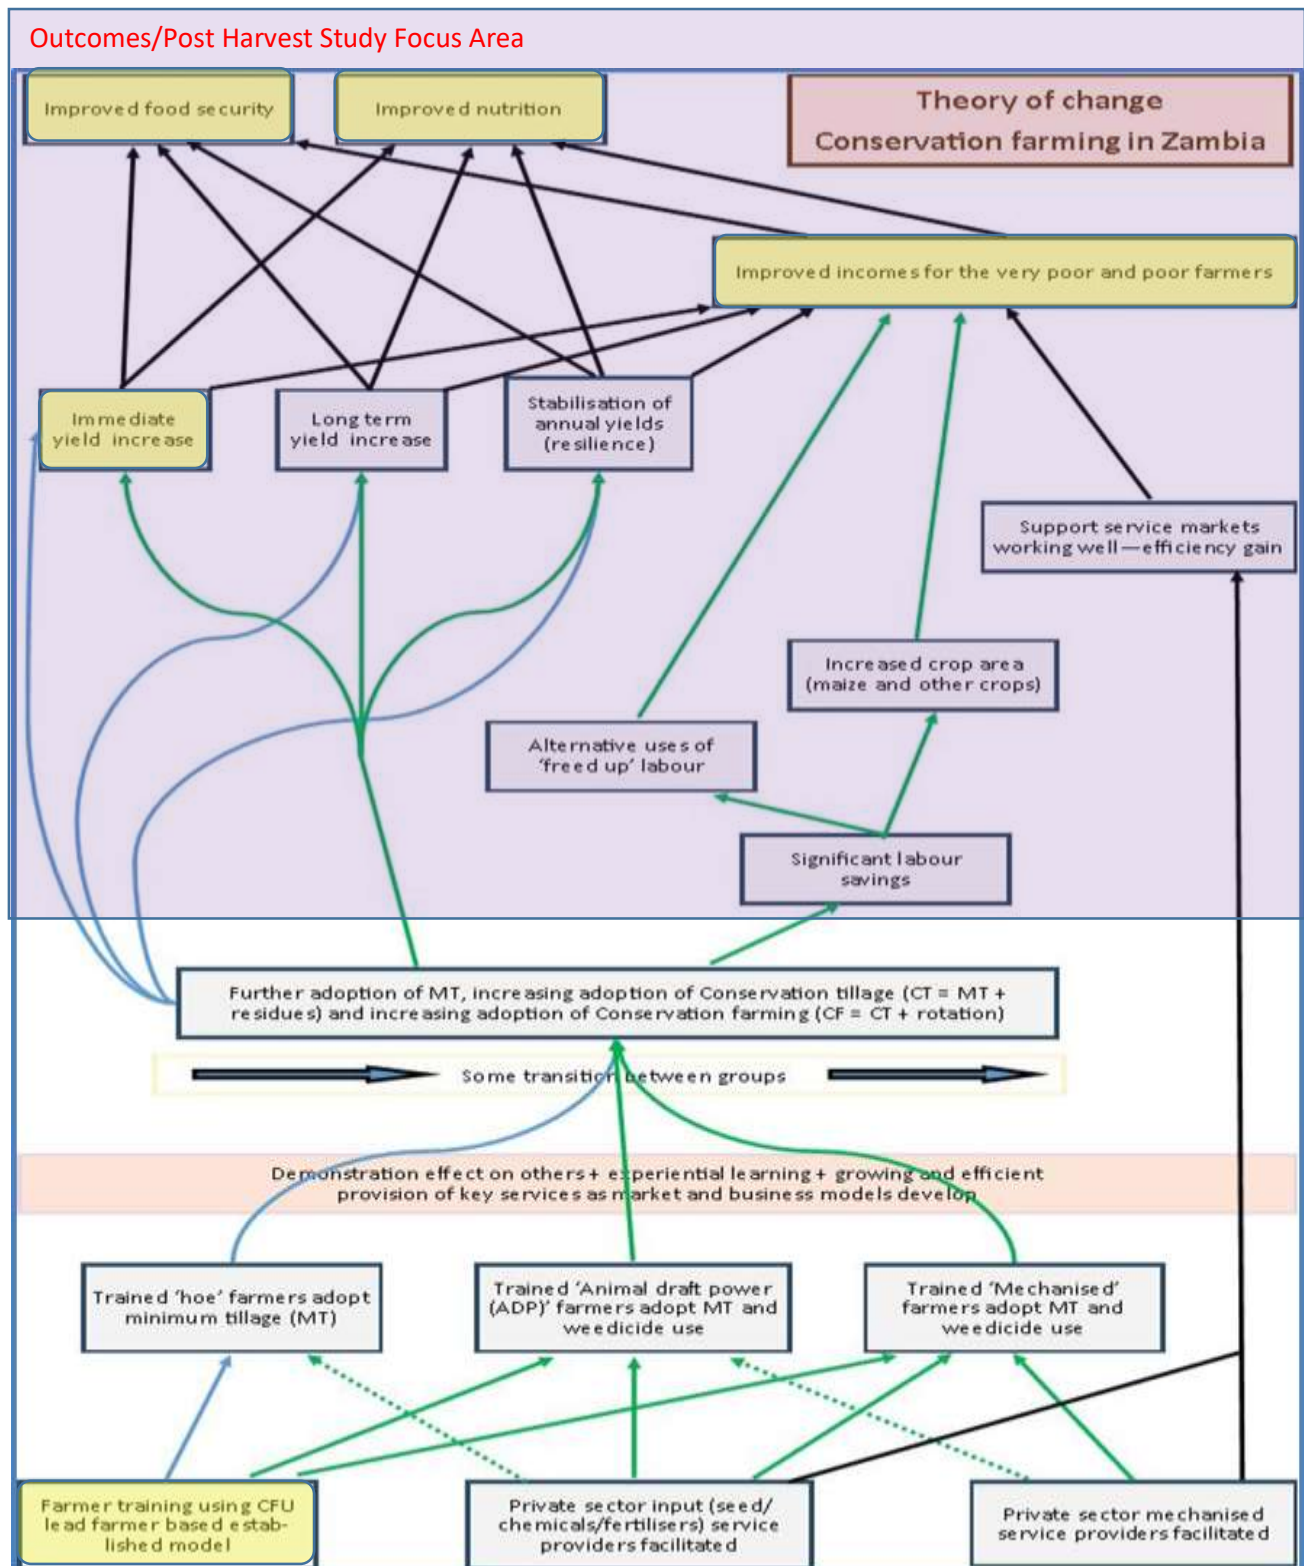 Outcomes/Post Harvest Study Focus Area
Improved food security
Improved nutrition
Theory of change
Conservation farming in Zambia
Improved incomes for the very poor and poor farmers
Immediate
yield increase
Long term
yield increase
Stabilisation of
annual yields
(resilience)
Support service markets
working well—efficiency gain
Increased crop area
(maize and other crops)
Alternative uses of
‘freed up’ labour
Significant labour
savings
Further adoption of MT, increasing adoption of Conservation tillage (CT = MT +
residues) and increasing adoption of Conservation farming (CF = CT + rotation)
Some transition between groups
Demonstration effect on others + experiential learning + growing and efficient
provision of key services as market and business models develop
Trained ‘hoe’ farmers adopt
minimum tillage (MT)
Trained ‘Animal draft power
(ADP)’ farmers adopt MT and
weedicide use
Trained ‘Mechanised’
farmers adopt MT and
weedicide use
Farmer training using CFU
lead farmer based estab-
lished model
Private sector input (seed/
chemicals/fertilisers) service
providers facilitated
Private sector mechanised
service providers facilitated